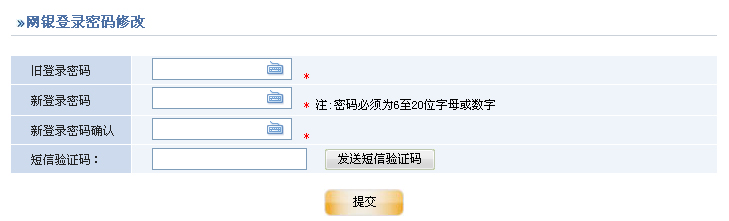 »网银登录密码修改
旧登录密码 *
新登录密码 * 注:密码必须为6至20位字母或数字
新登录密码确认 *
短信验证码： 发送短信验证码
提交